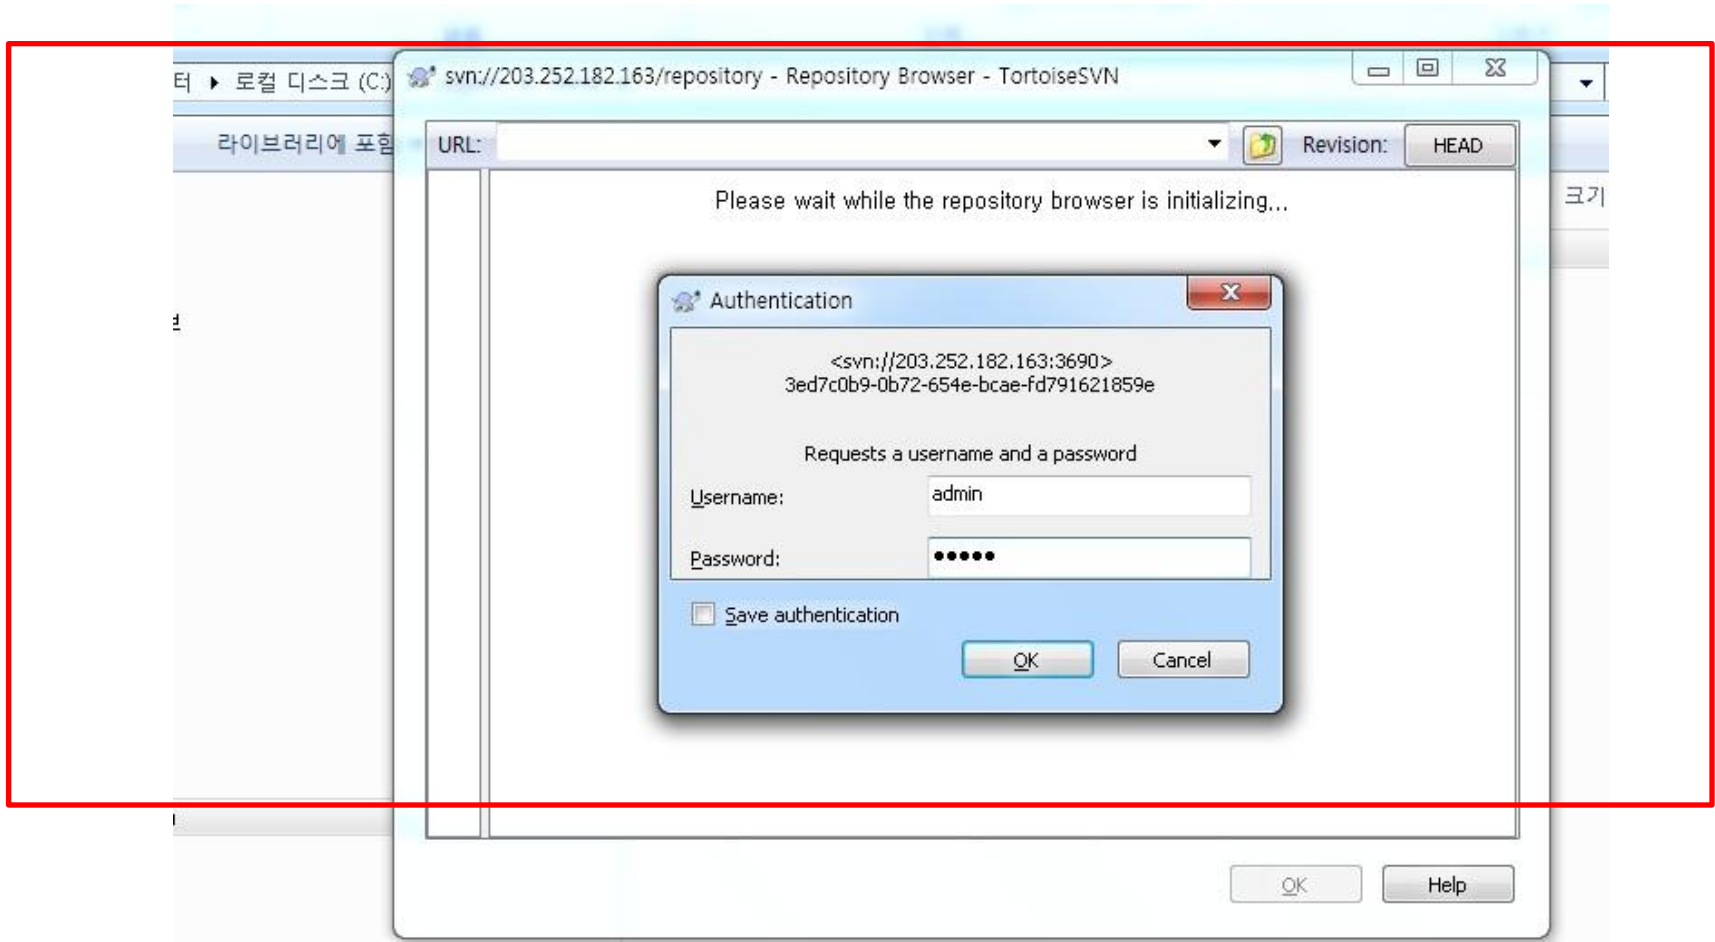 터 ▶ 로컬 디스크 (C:)
svn://203.252.182.163/repository - Repository Browser - TortoiseSVN
라이브러리에 포함
URL:
Revision:
HEAD
크기
Please wait while the repository browser is initializing...
Authentication
<svn://203.252.182.163:3690>
3ed7c0b9-0b72-654e-bcae-fd791621859e
Requests a username and a password
Username:
admin
Password:
●●●●●
Save authentication
OK
Cancel
OK
Help